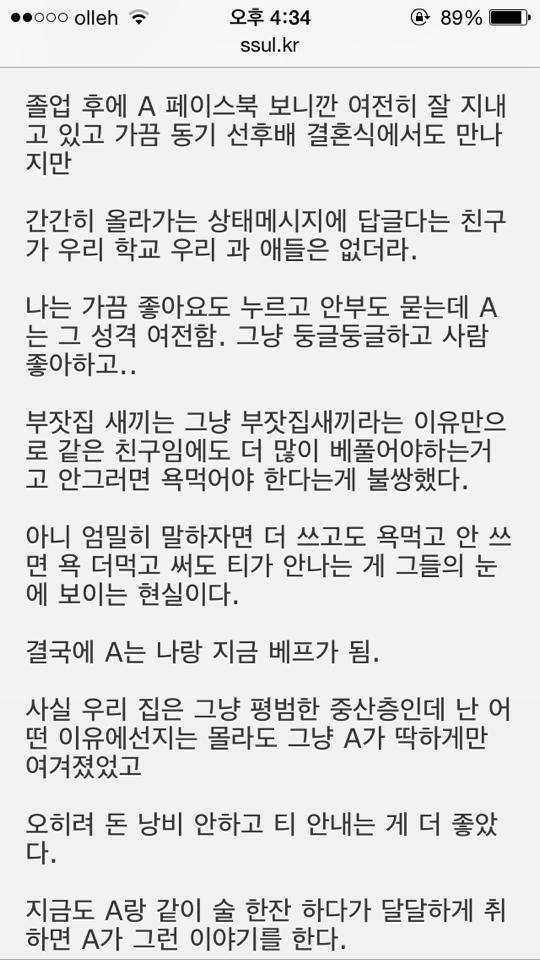 olleh 오후 4:34 89%
ssul.kr
졸업 후에 A 페이스북 보니깐 여전히 잘 지내
고 있고 가끔 동기 선후배 결혼식에서도 만나
지만
간간히 올라가는 상태메시지에 답글다는 친구
가 우리 학교 우리 과 애들은 없더라.
나는 가끔 좋아요도 누르고 안부도 묻는데 A
는 그 성격 여전함. 그냥 둥글둥글하고 사람
좋아하고..
부잣집 새끼는 그냥 부잣집새끼라는 이유만으
로 같은 친구임에도 더 많이 베풀어야하는거
고 안그러면 욕먹어야 한다는게 불쌍했다.
아니 엄밀히 말하자면 더 쓰고도 욕먹고 안 쓰
면 욕 더먹고 써도 티가 안나는 게 그들의 눈
에 보이는 현실이다.
결국에 A는 나랑 지금 베프가 됨.
사실 우리 집은 그냥 평범한 중산층인데 난 어
떤 이유에선지는 몰라도 그냥 A가 딱하게만
여겨졌었고
오히려 돈 낭비 안하고 티 안내는 게 더 좋았
다.
지금도 A랑 같이 술 한잔 하다가 달달하게 취
하면 A가 그런 이야기를 한다.